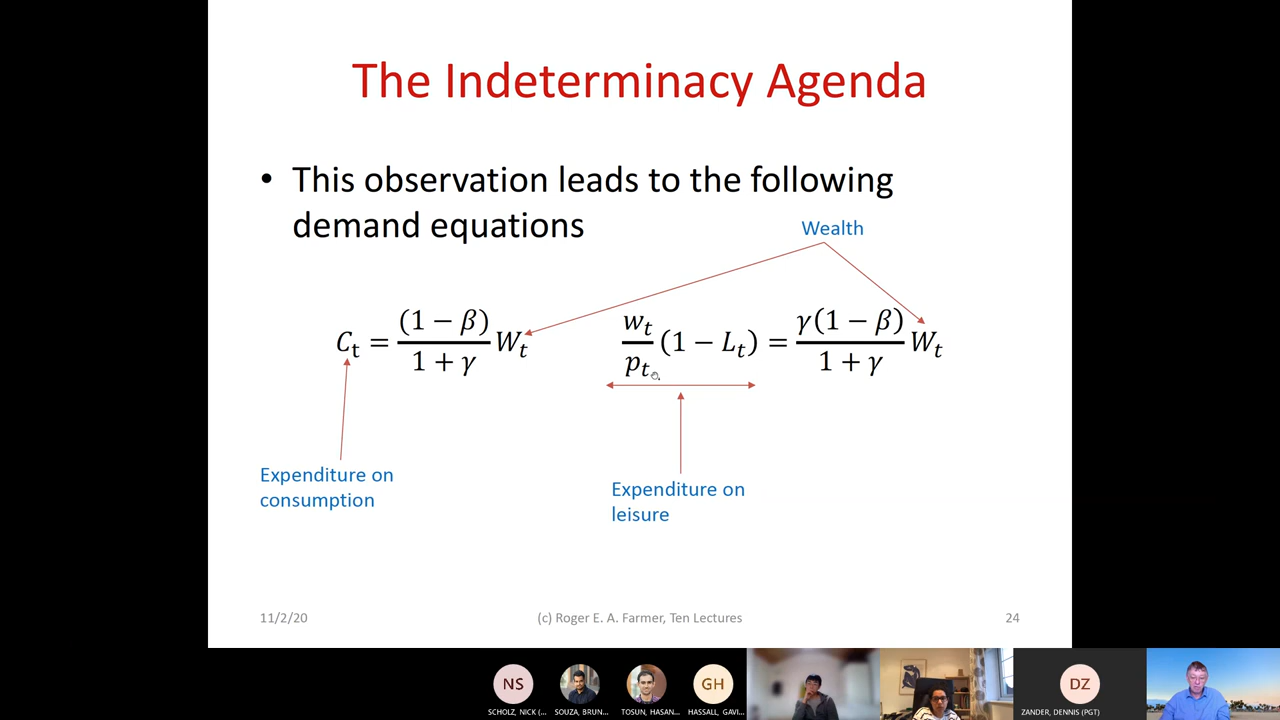 The Indeterminacy Agenda
• This observation leads to the following
demand equations
Wealth
C_t = (1 − β)/(1 + γ) W_t
w_t/p_t (1 − L_t) = γ(1 − β)/(1 + γ) W_t
Expenditure on
consumption
Expenditure on
leisure
11/2/20
(c) Roger E. A. Farmer, Ten Lectures
24
NS
GH
DZ
SCHOLZ, NICK (...
SOUZA, BRUN...
TOSUN, HASAN...
HASSALL, GAVI...
ZANDER, DENNIS (PGT)